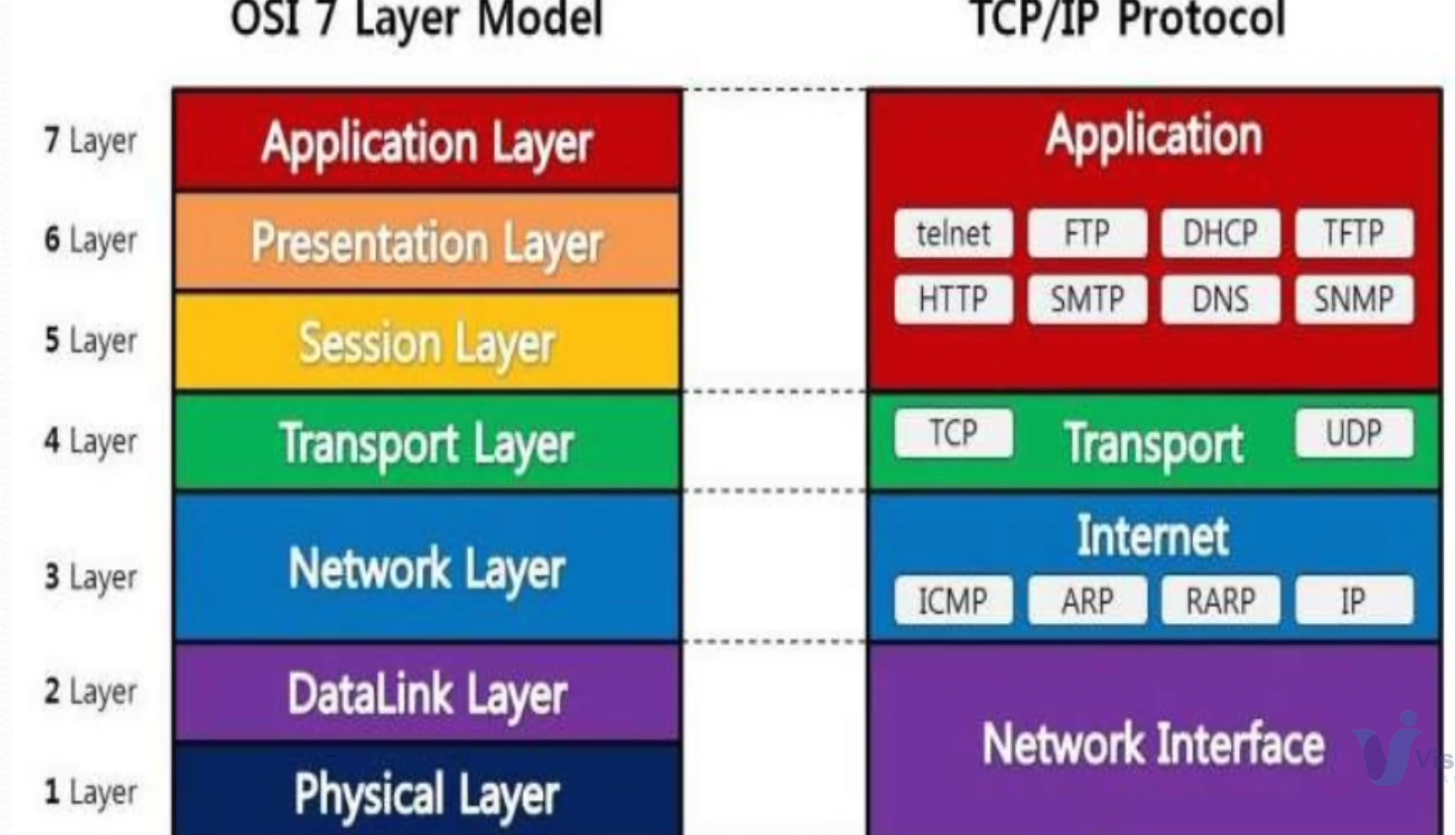 OSI 7 Layer Model
TCP/IP Protocol
7 Layer
Application Layer
6 Layer
Presentation Layer
5 Layer
Session Layer
4 Layer
Transport Layer
3 Layer
Network Layer
2 Layer
DataLink Layer
1 Layer
Physical Layer
Application
telnet FTP DHCP TFTP
HTTP SMTP DNS SNMP
TCP Transport UDP
Internet
ICMP ARP RARP IP
Network Interface